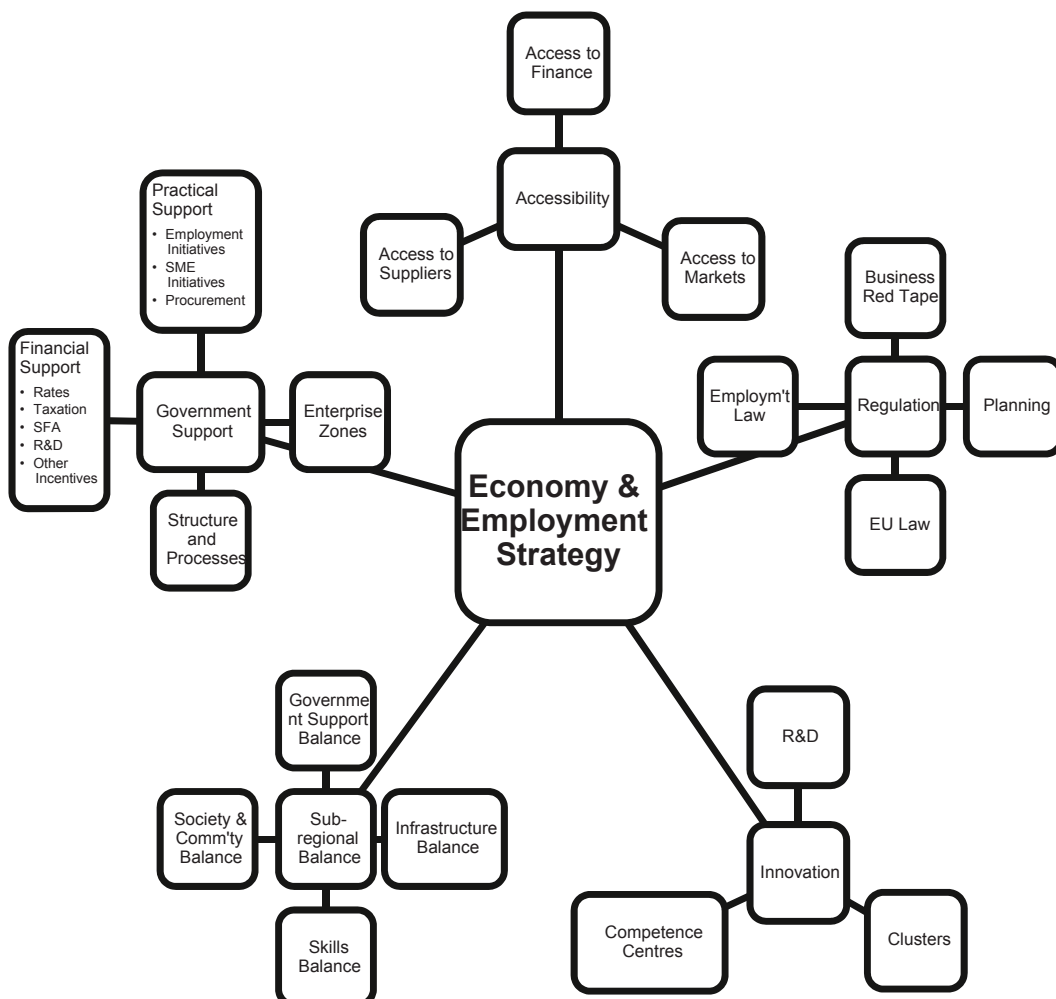 Access to
Finance
Accessibility
Access to
Suppliers
Access to
Markets
Practical
Support
• Employment
Initiatives
• SME
Initiatives
• Procurement
Financial
Support
• Rates
• Taxation
• SFA
• R&D
• Other
Incentives
Government
Support
Enterprise
Zones
Structure
and
Processes
Business
Red Tape
Employm't
Law
Regulation
Planning
EU Law
Economy &
Employment
Strategy
Governme
nt Support
Balance
Society &
Comm'ty
Balance
Sub-
regional
Balance
Infrastructure
Balance
Skills
Balance
R&D
Innovation
Competence
Centres
Clusters